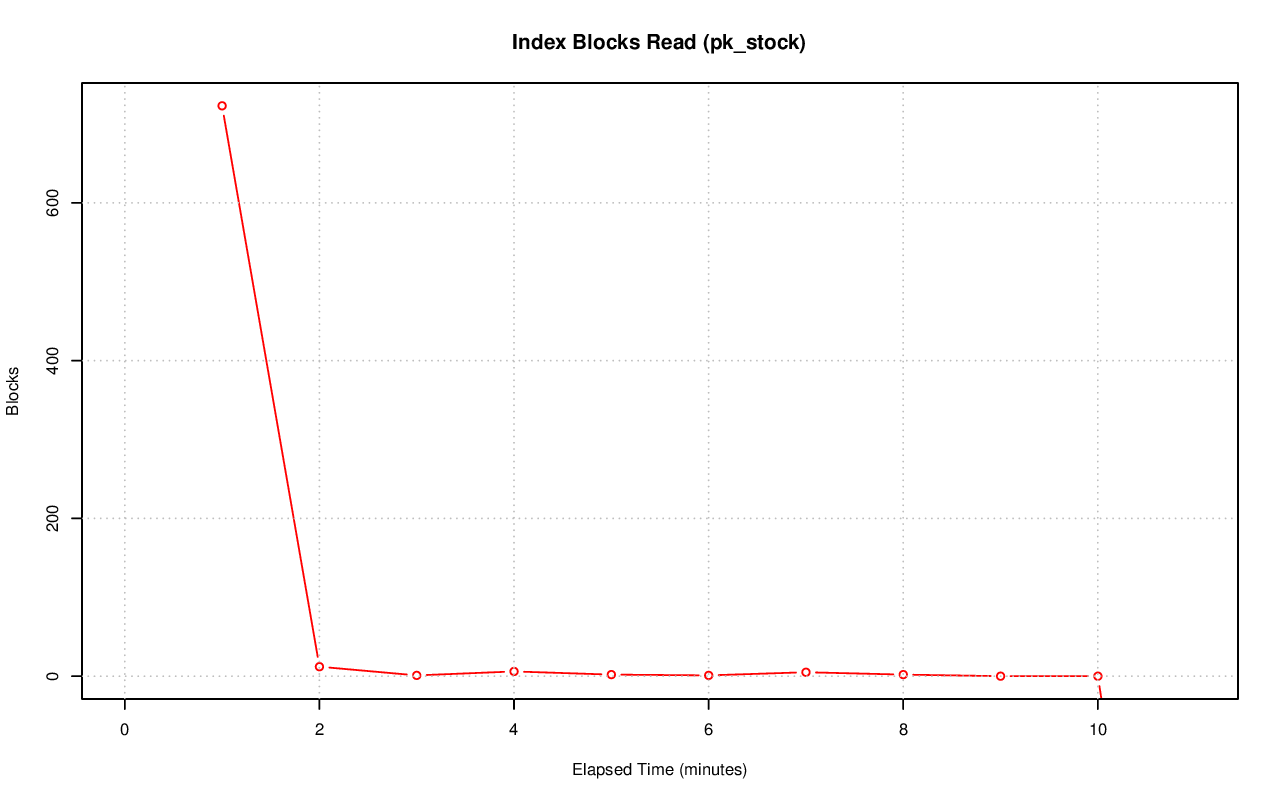 Index Blocks Read (pk_stock)
Blocks
600
400
200
0
0 2 4 6 8 10
Elapsed Time (minutes)